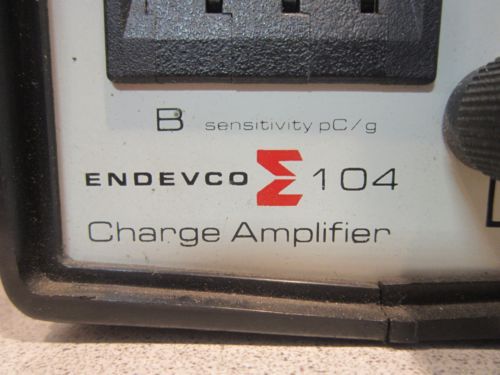 B sensitivity pC/g
ENDEVCO 104
Charge Amplifier